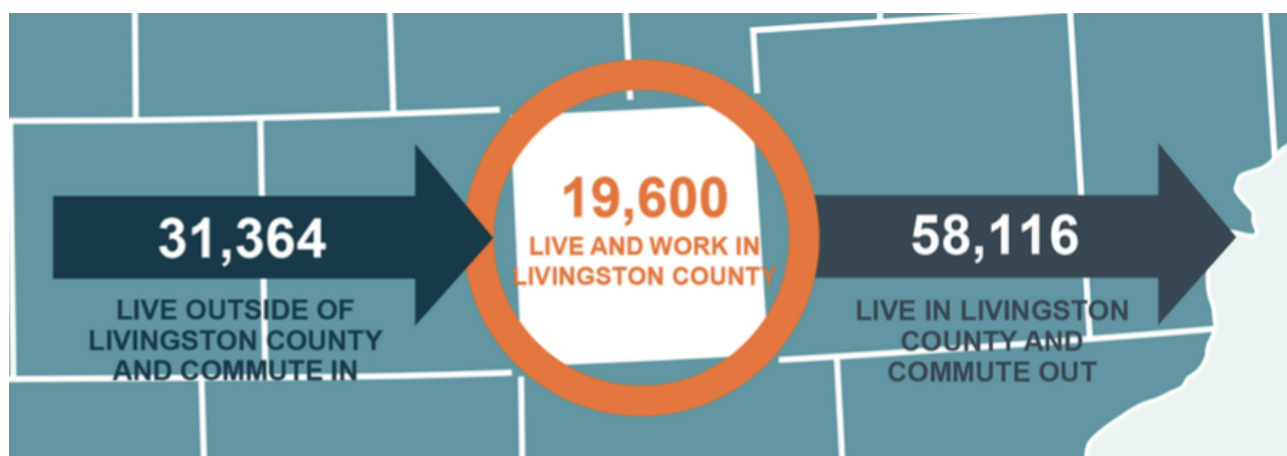 31,364
LIVE OUTSIDE OF
LIVINGSTON COUNTY
AND COMMUTE IN
19,600
LIVE AND WORK IN
LIVINGSTON COUNTY
58,116
LIVE IN LIVINGSTON
COUNTY AND
COMMUTE OUT